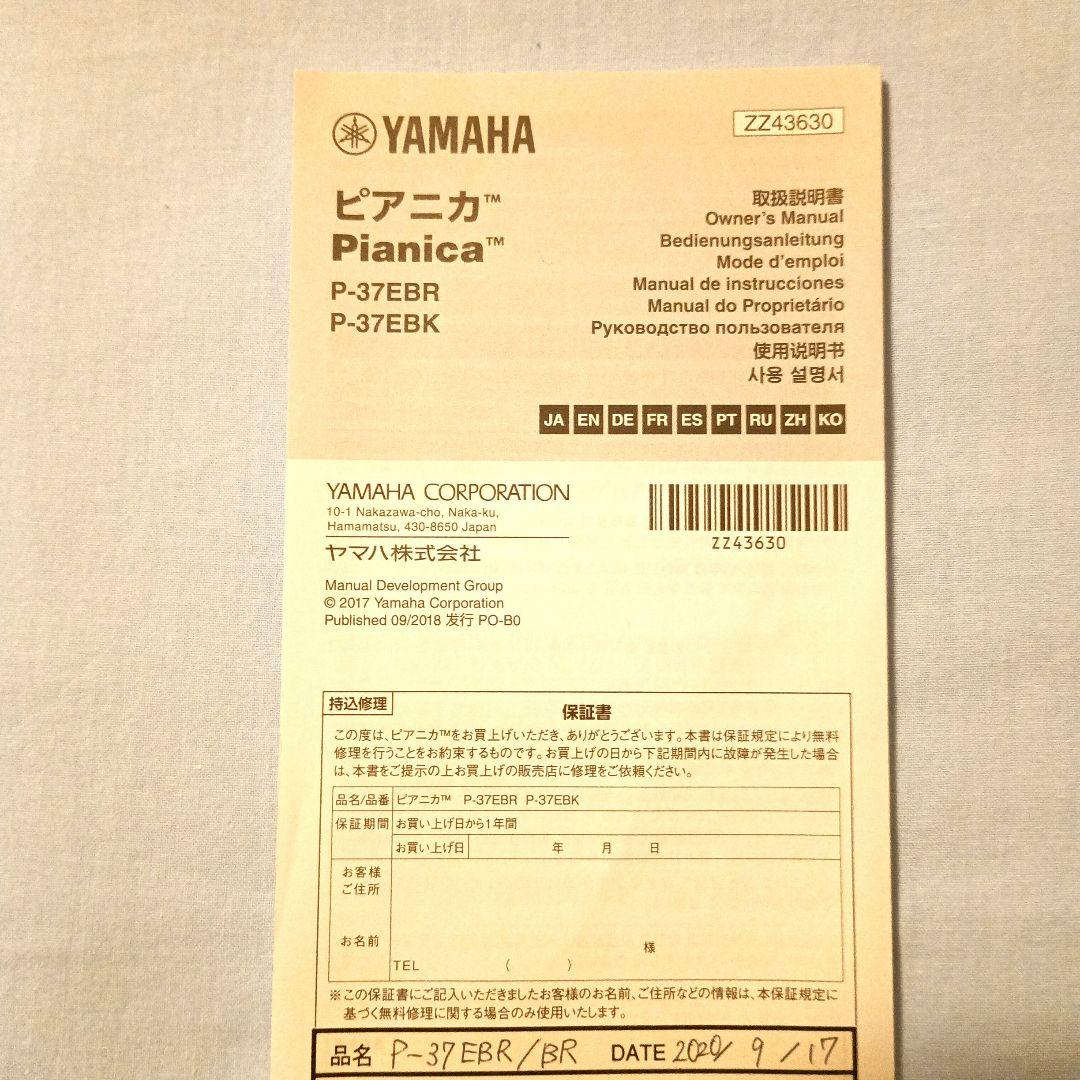 YAMAHA
ZZ43630
ピアニカ™
Pianica™
P-37EBR
P-37EBK
取扱説明書
Owner's Manual
Bedienungsanleitung
Mode d'emploi
Manual de instrucciones
Manual do Proprietário
Руководство пользователя
使用说明书
사용 설명서
JA EN DE FR ES PT RU ZH KO
YAMAHA CORPORATION
10-1 Nakazawa-cho, Naka-ku,
Hamamatsu, 430-8650 Japan
ヤマハ株式会社
ZZ43630
Manual Development Group
© 2017 Yamaha Corporation
Published 09/2018 发行 PO-B0
持込修理
保証書
この度は、ピアニカ™をお買上げいただき、ありがとうございます。本書は保証規定により無料
修理を行うことをお約束するものです。お買上げの日から下記期間内に故障が発生した場合
は、本書をご提示の上お買上げの販売店に修理をご依頼ください。
品名/品番 ピアニカ™ P-37EBR P-37EBK
保証期間 お買い上げ日から1年間
お買い上げ日 年 月 日
お客様
ご住所
お名前 様
TEL ( )
※この保証書にご記入いただきましたお客様のお名前、ご住所などの情報は、本保証規定に
基づく無料修理に関する場合のみ使用いたします。
品名 P-37EBR/BR DATE 2020/ 9 /17